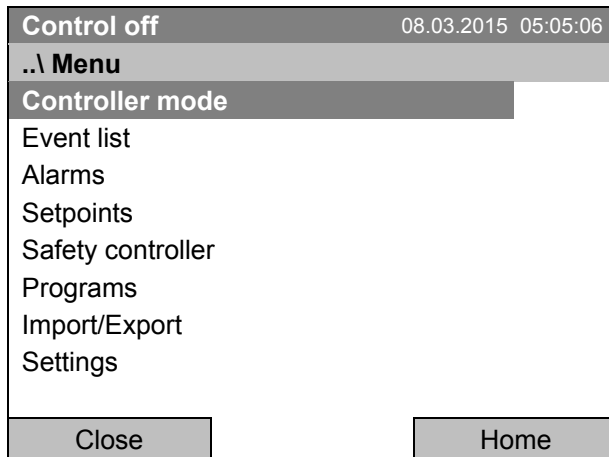 Control off 08.03.2015 05:05:06
..\ Menu
Controller mode
Event list
Alarms
Setpoints
Safety controller
Programs
Import/Export
Settings
Close Home